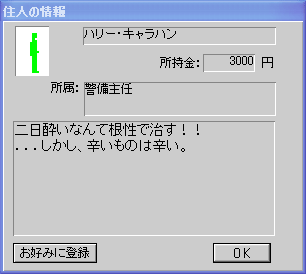 住人の情報
ハリー・キャラハン
所持金: 3000 円
所属: 警備主任
二日酔いなんて根性で治す！！
...しかし、辛いものは辛い。
お好みに登録
OK